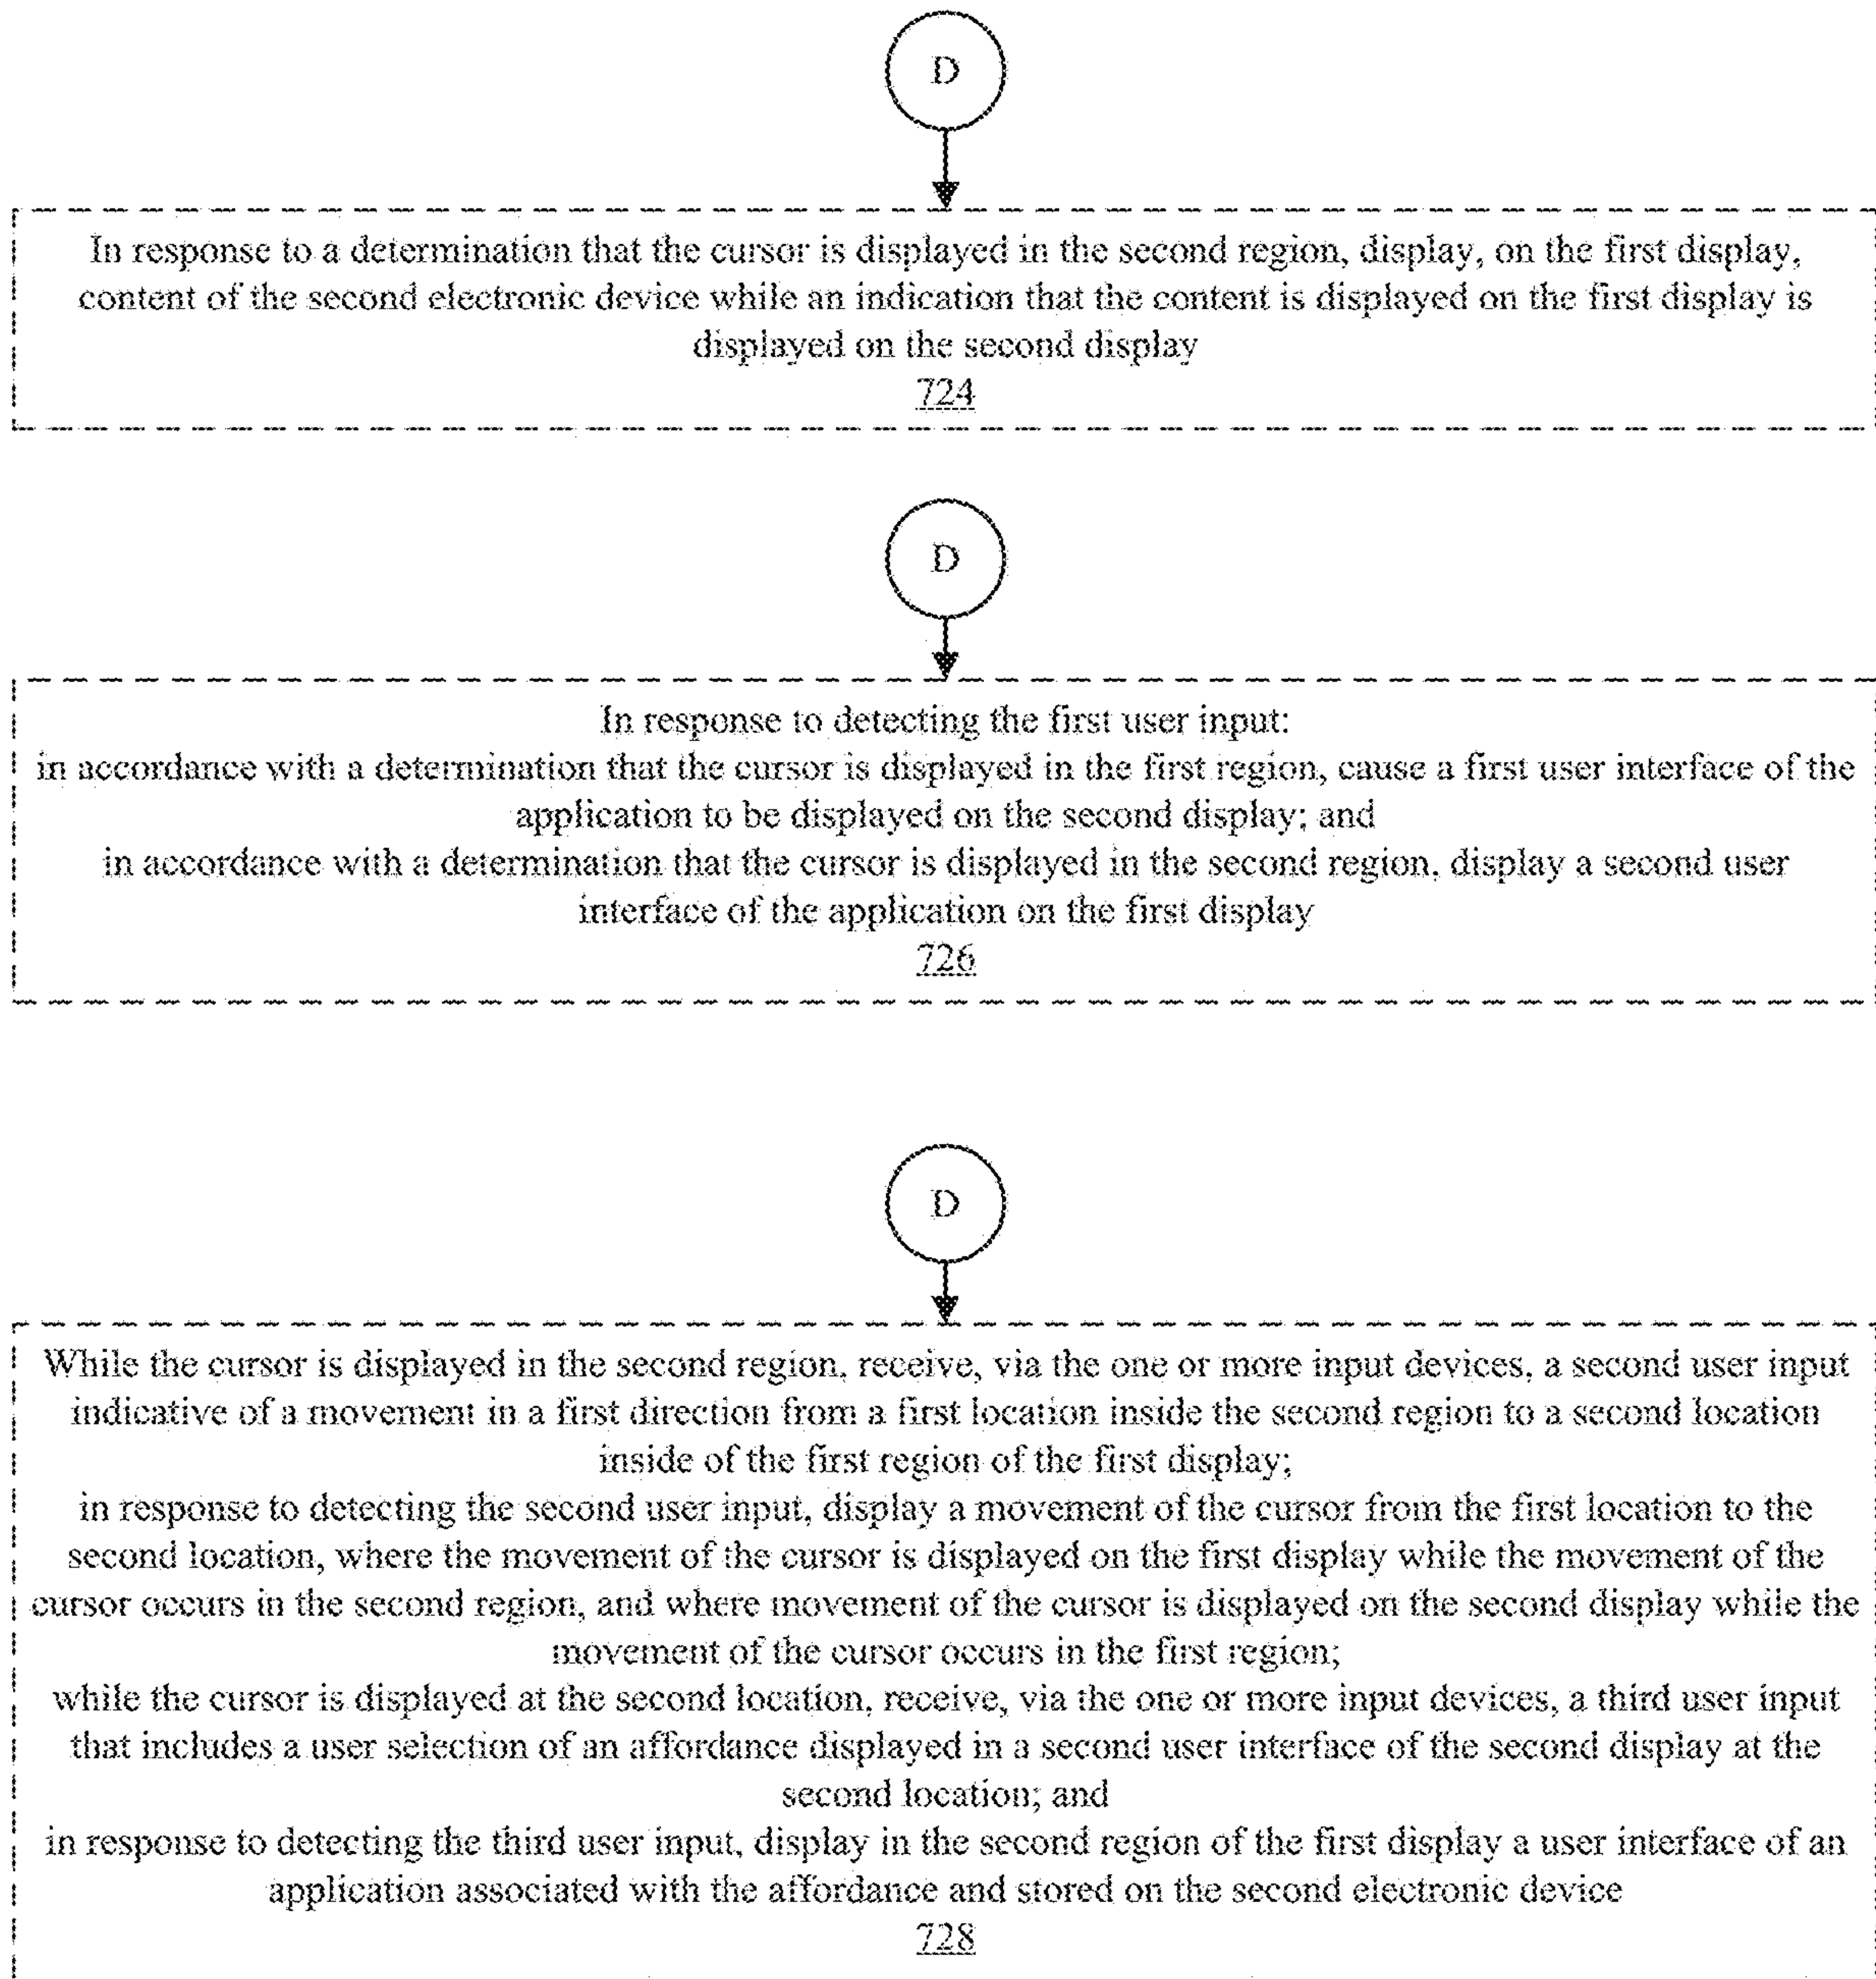 D
In response to a determination that the cursor is displayed in the second region, display, on the first display,
content of the second electronic device while an indication that the content is displayed on the first display is
displayed on the second display
724
D
In response to detecting the first user input:
in accordance with a determination that the cursor is displayed in the first region, cause a first user interface of the
application to be displayed on the second display; and
in accordance with a determination that the cursor is displayed in the second region, display a second user
interface of the application on the first display
726
D
While the cursor is displayed in the second region, receive, via the one or more input devices, a second user input
indicative of a movement in a first direction from a first location inside the second region to a second location
inside of the first region of the first display;
in response to detecting the second user input, display a movement of the cursor from the first location to the
second location, where the movement of the cursor is displayed on the first display while the movement of the
cursor occurs in the second region, and where movement of the cursor is displayed on the second display while the
movement of the cursor occurs in the first region;
while the cursor is displayed at the second location, receive, via the one or more input devices, a third user input
that includes a user selection of an affordance displayed in a second user interface of the second display at the
second location; and
in response to detecting the third user input, display in the second region of the first display a user interface of an
application associated with the affordance and stored on the second electronic device
728